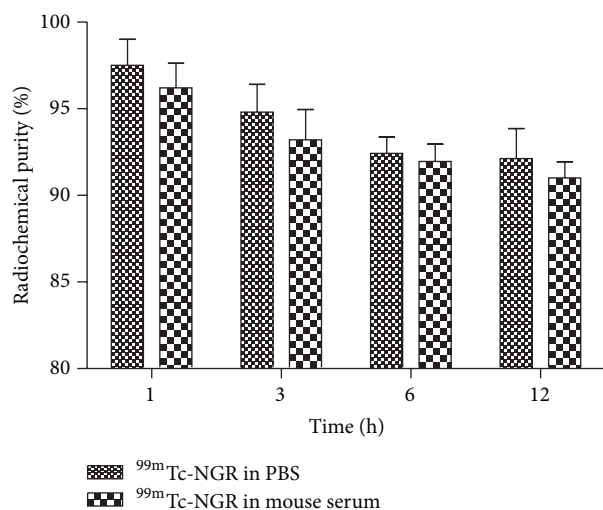 Radiochemical purity (%)
100
95
90
85
80
1 3 6 12
Time (h)
⁹⁹ᵐTc-NGR in PBS
⁹⁹ᵐTc-NGR in mouse serum